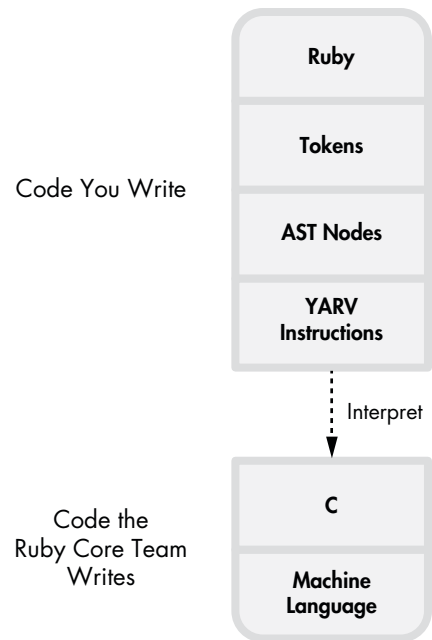 Ruby
Tokens
Code You Write
AST Nodes
YARV
Instructions
Interpret
C
Code the
Ruby Core Team
Writes
Machine
Language